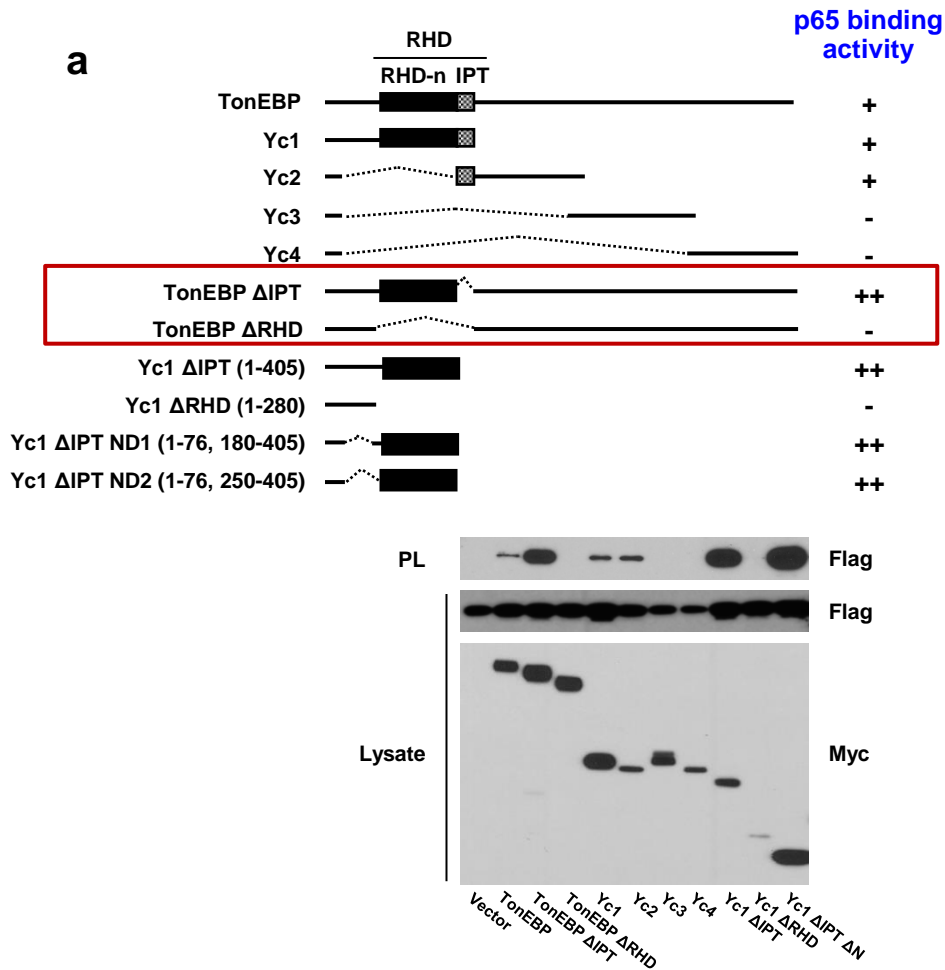 a
p65 binding
activity
RHD
RHD-n IPT
TonEBP +
Yc1 +
Yc2 +
Yc3 -
Yc4 -
TonEBP ΔIPT ++
TonEBP ΔRHD -
Yc1 ΔIPT (1-405) ++
Yc1 ΔRHD (1-280) -
Yc1 ΔIPT ND1 (1-76, 180-405) ++
Yc1 ΔIPT ND2 (1-76, 250-405) ++
PL Flag
Flag
Lysate Myc
Vector
TonEBP
TonEBP ΔIPT
TonEBP ΔRHD
Yc1
Yc2
Yc3
Yc4
Yc1 ΔIPT
Yc1 ΔRHD
Yc1 ΔIPT ΔN